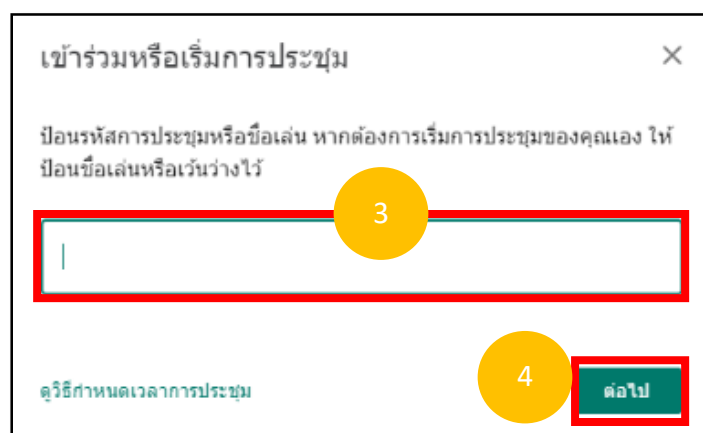 เข้าร่วมหรือเริ่มการประชุม ×
ป้อนรหัสการประชุมหรือชื่อเล่น หากต้องการเริ่มการประชุมของคุณเอง ให้
ป้อนชื่อเล่นหรือเว้นว่างไว้
3
4
ดูวิธีกำหนดเวลาการประชุม
ต่อไป